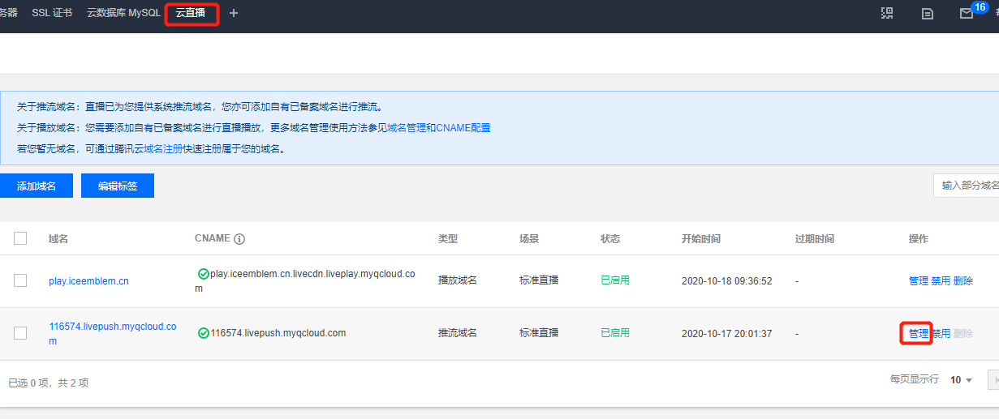 务器 SSL 证书 云数据库 MySQL 云直播 16
关于推流域名：直播已为您提供系统推流域名，您亦可添加自有已备案域名进行推流。
关于播放域名：您需要添加自有已备案域名进行直播播放，更多域名管理使用方法参见域名管理和CNAME配置
若您暂无域名，可通过腾讯云域名注册快速注册属于您的域名。
添加域名 编辑标签 输入部分域名
域名 CNAME 类型 场景 状态 开始时间 过期时间 操作
play.iceemblem.cn play.iceemblem.cn.livecdn.liveplay.myqcloud.co
m 播放域名 标准直播 已启用 2020-10-18 09:36:52 - 管理 禁用 删除
116574.livepush.myqcloud.co
m 116574.livepush.myqcloud.com 推流域名 标准直播 已启用 2020-10-17 20:01:37 - 管理 禁用 删除
已选 0 项，共 2 项 每页显示行 10